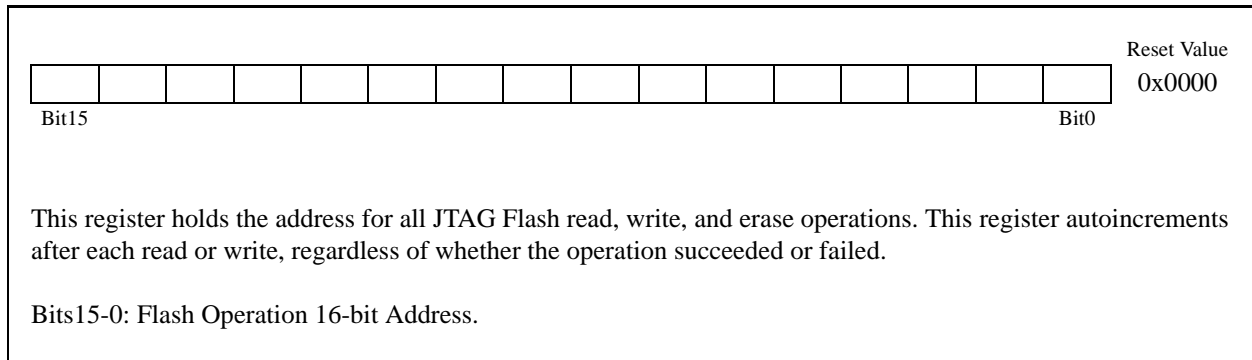 Reset Value
0x0000
Bit15 Bit0
This register holds the address for all JTAG Flash read, write, and erase operations. This register autoincrements
after each read or write, regardless of whether the operation succeeded or failed.
Bits15-0: Flash Operation 16-bit Address.